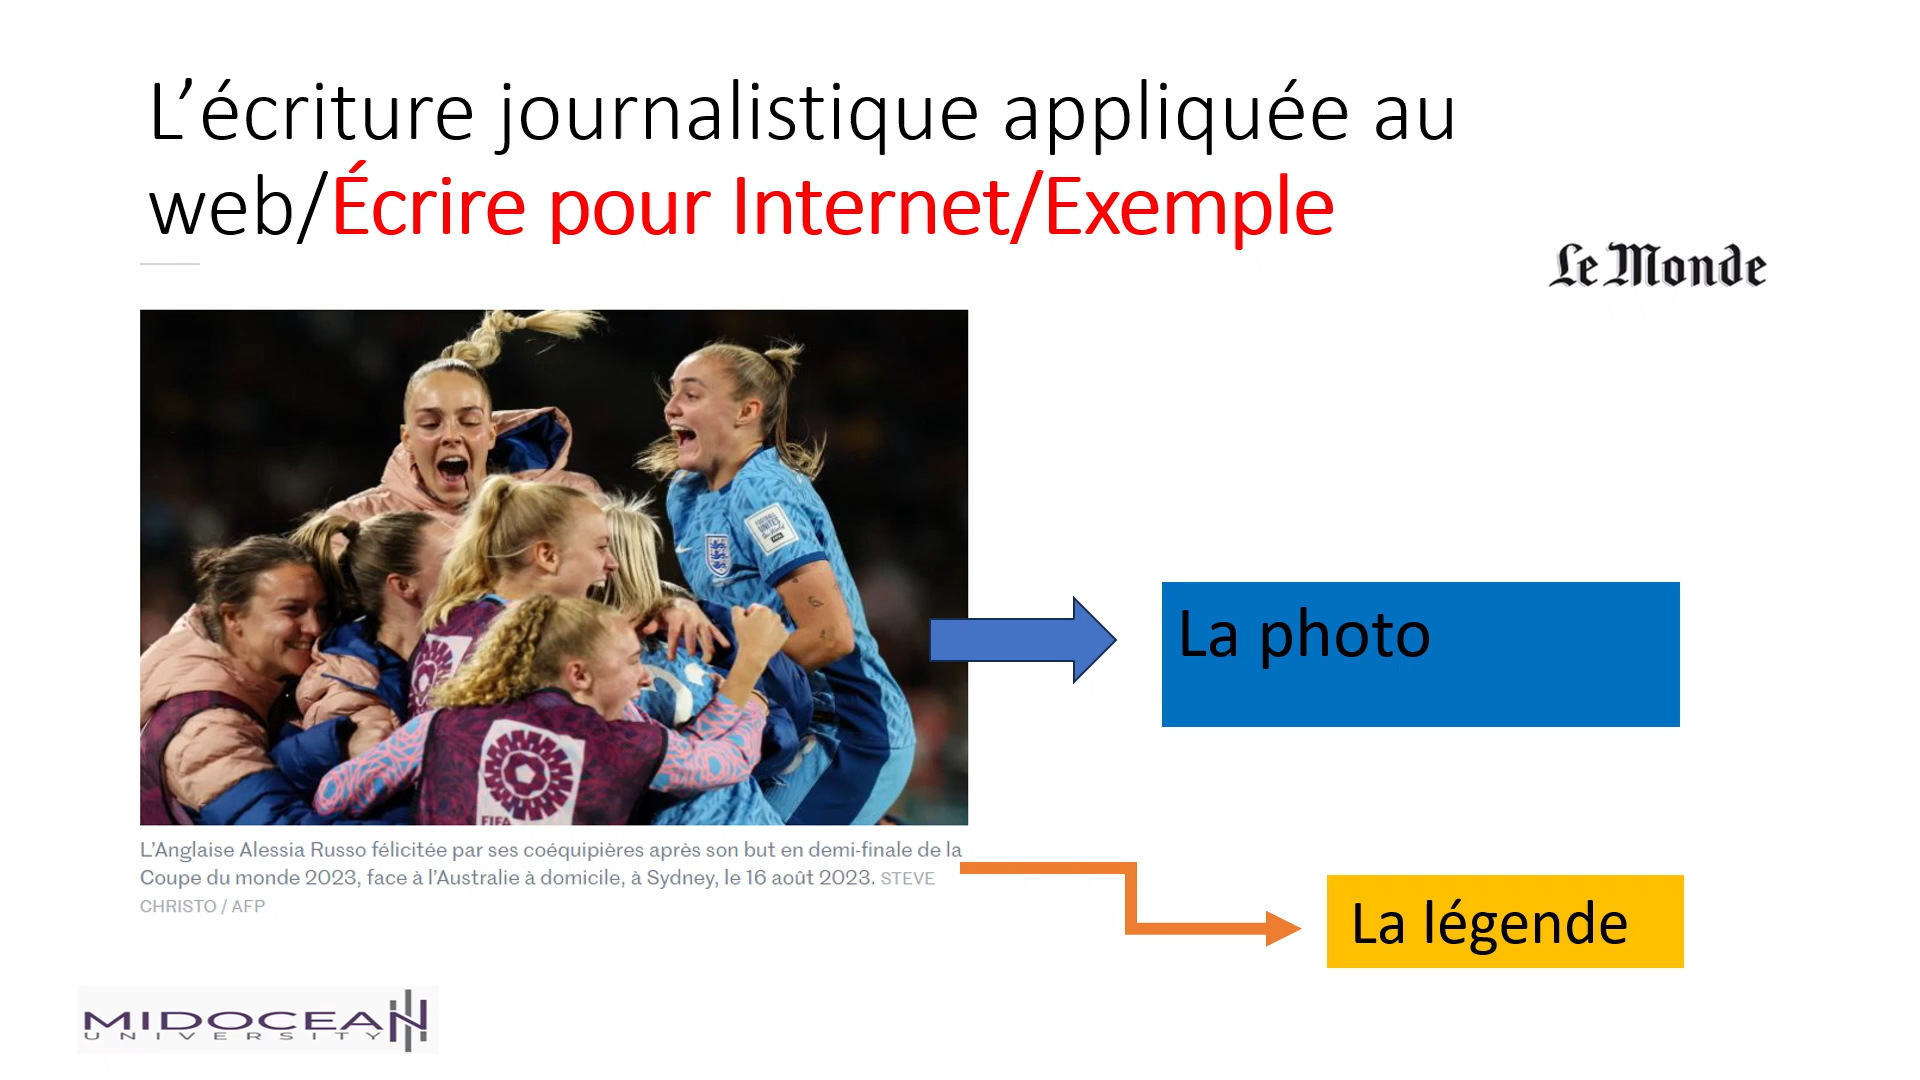 L’écriture journalistique appliquée au
web/Écrire pour Internet/Exemple
Le Monde
La photo
L’Anglaise Alessia Russo félicitée par ses coéquipières après son but en demi-finale de la
Coupe du monde 2023, face à l’Australie à domicile, à Sydney, le 16 août 2023. STEVE
CHRISTO / AFP
La légende
FIFA
MIDOCEAN
UNIVERSITY